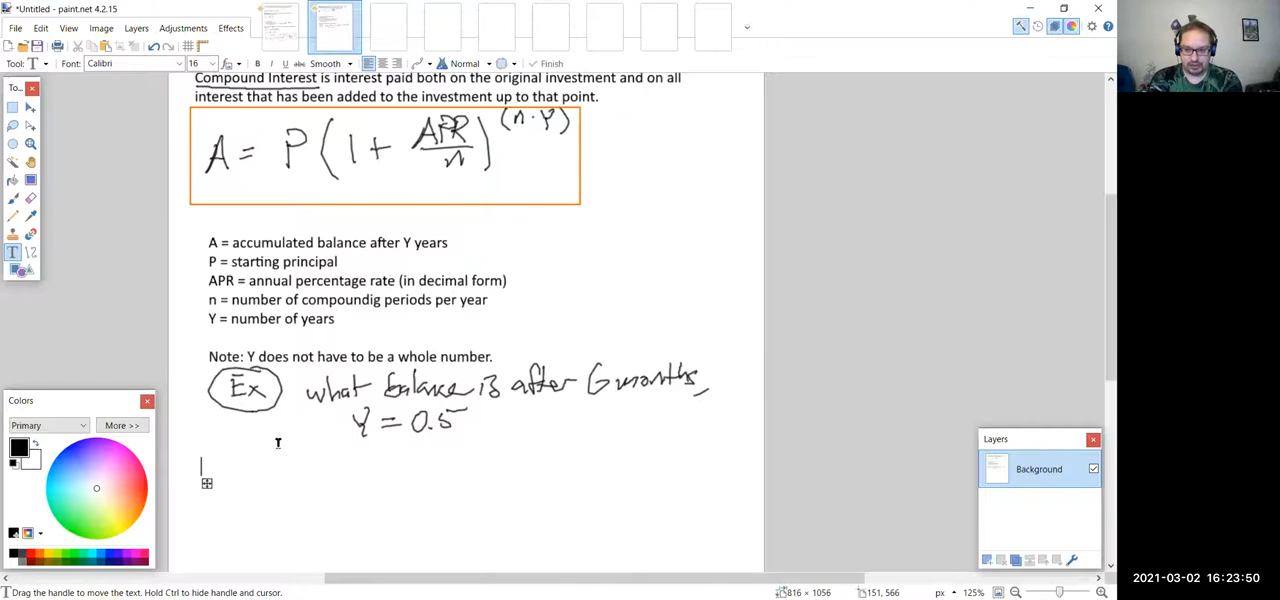 *Untitled - paint.net 4.2.15
File Edit View Image Layers Adjustments Effects
Tool: T Font: Calibri 16 B I U abc Smooth Normal Finish
To...
Compound Interest is interest paid both on the original investment and on all
interest that has been added to the investment up to that point.
A = P(1 + APR/n)^(n·Y)
A = accumulated balance after Y years
P = starting principal
APR = annual percentage rate (in decimal form)
n = number of compoundig periods per year
Y = number of years
Note: Y does not have to be a whole number.
Ex what balance is after 6 months,
Y = 0.5
Colors
Primary More >>
Layers
Background
2021-03-02 16:23:50
Drag the handle to move the text. Hold Ctrl to hide handle and cursor. 816 × 1056 151, 566 px 125%